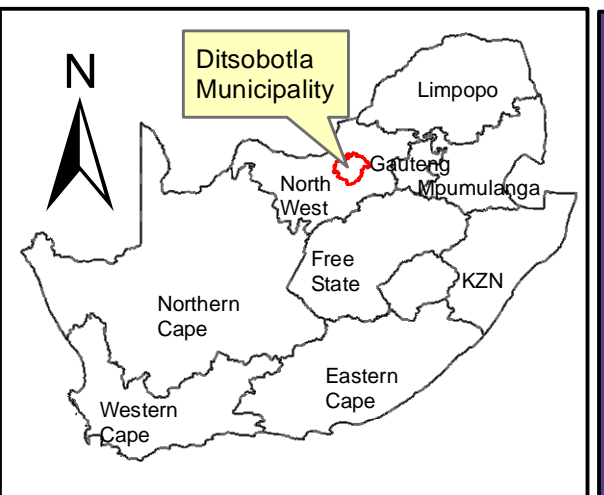 N
Ditsobotla
Municipality
Limpopo
Gauteng
Mpumulanga
North
West
Free
State
KZN
Northern
Cape
Eastern
Cape
Western
Cape